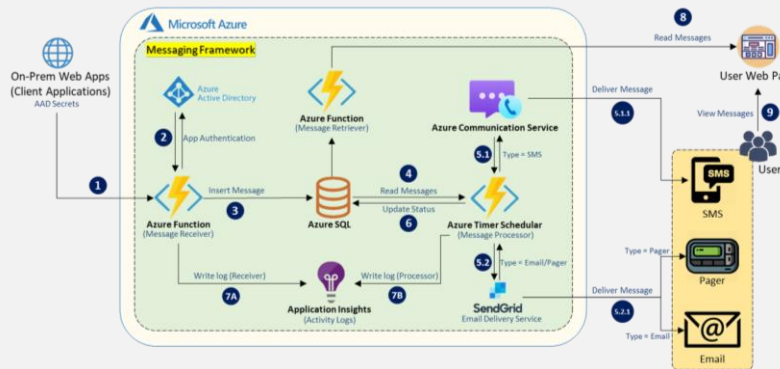 Microsoft Azure
Messaging Framework
On-Prem Web Apps
(Client Applications)
AAD Secrets
Azure
Active Directory
2
App Authentication
1
Azure Function
(Message Receiver)
Insert Message
3
Azure Function
(Message Retriever)
Azure SQL
4
Read Messages
Update Status
6
Azure Communication Service
5.1
Type = SMS
Azure Timer Schedular
(Message Processor)
5.2
Type = Email/Pager
SendGrid
Email Delivery Service
Write log (Receiver)
7A
Write log (Processor)
7B
Application Insights
(Activity Logs)
8
Read Messages
User Web Pa
Deliver Message
5.1.1
View Messages
9
User
SMS
SMS
Type = Pager
Pager
Deliver Message
5.2.1
Type = Email
@
Email